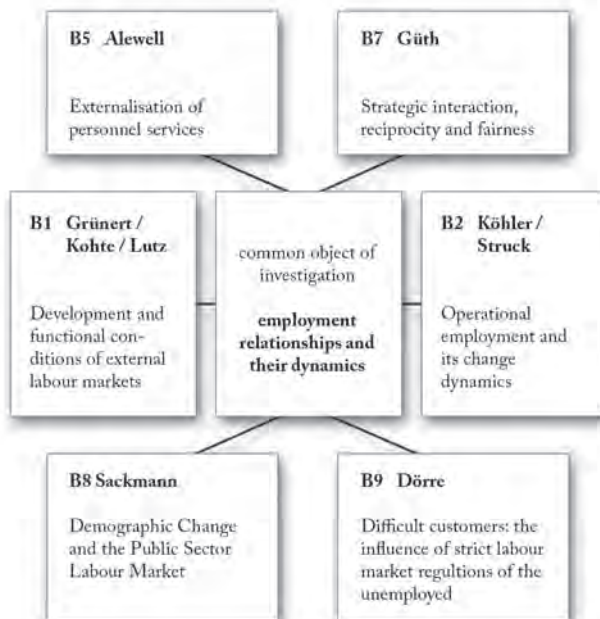 B5 Alewell
Externalisation of
personnel services
B7 Güth
Strategic interaction,
reciprocity and fairness
B1 Grünert /
Kohte / Lutz
Development and
functional con-
ditions of external
labour markets
common object of
investigation
employment
relationships and
their dynamics
B2 Köhler /
Struck
Operational
employment and
its change
dynamics
B8 Sackmann
Demographic Change
and the Public Sector
Labour Market
B9 Dörre
Difficult customers: the
influence of strict labour
market regultions of the
unemployed